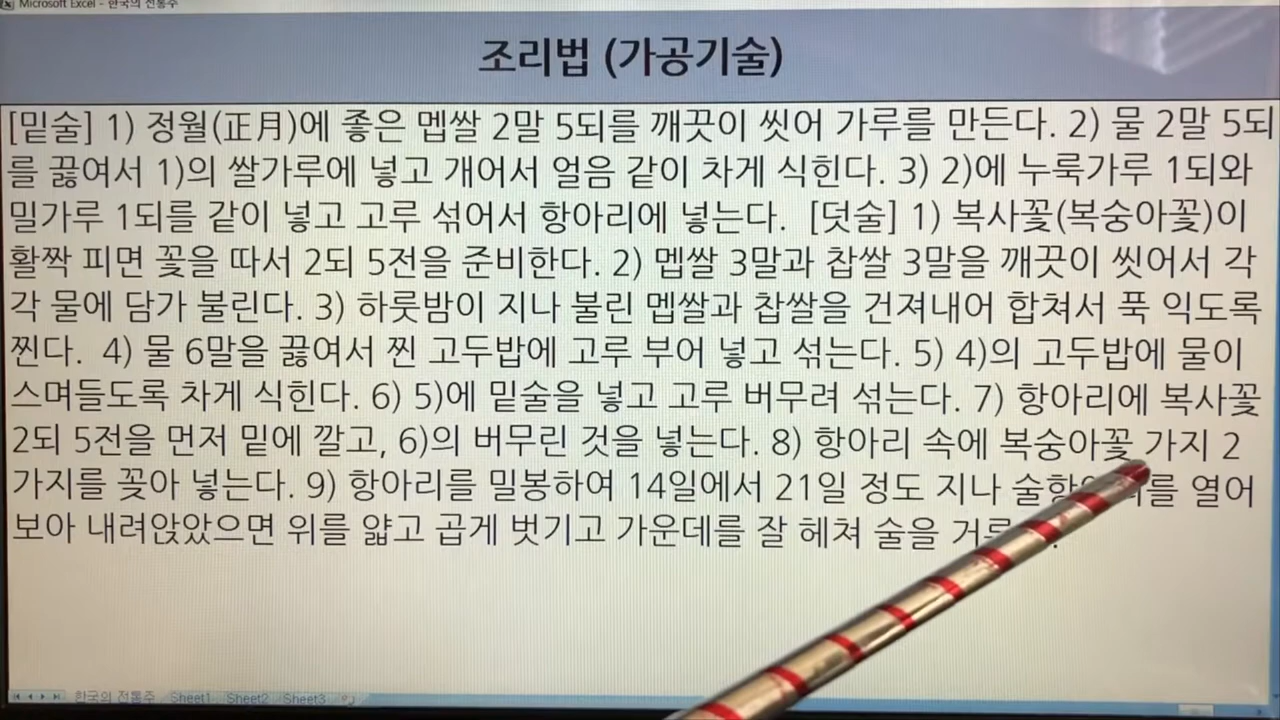 Microsoft Excel - 한국의 전통주
조리법 (가공기술)
[밑술] 1) 정월(正月)에 좋은 멥쌀 2말 5되를 깨끗이 씻어 가루를 만든다. 2) 물 2말 5되
를 끓여서 1)의 쌀가루에 넣고 개어서 얼음 같이 차게 식힌다. 3) 2)에 누룩가루 1되와
밀가루 1되를 같이 넣고 고루 섞어서 항아리에 넣는다. [덧술] 1) 복사꽃(복숭아꽃)이
활짝 피면 꽃을 따서 2되 5전을 준비한다. 2) 멥쌀 3말과 찹쌀 3말을 깨끗이 씻어서 각
각 물에 담가 불린다. 3) 하룻밤이 지나 불린 멥쌀과 찹쌀을 건져내어 합쳐서 푹 익도록
찐다. 4) 물 6말을 끓여서 찐 고두밥에 고루 부어 넣고 섞는다. 5) 4)의 고두밥에 물이
스며들도록 차게 식힌다. 6) 5)에 밑술을 넣고 고루 버무려 섞는다. 7) 항아리에 복사꽃
2되 5전을 먼저 밑에 깔고, 6)의 버무린 것을 넣는다. 8) 항아리 속에 복숭아꽃 가지 2
가지를 꽂아 넣는다. 9) 항아리를 밀봉하여 14일에서 21일 정도 지나 열어
보아 내려앉았으면 위를 얇고 곱게 벗기고 가운데를 잘 헤쳐 술을
한국의 전통주 Sheet1 Sheet2 Sheet3